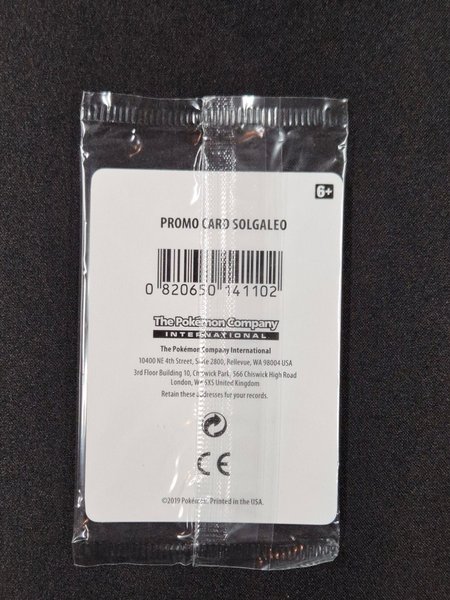 6+
PROMO CARD SOLGALEO
0 820650 141102
The Pokémon Company
INTERNATIONAL
The Pokémon Company International
10400 NE 4th Street, Suite 2800, Bellevue, WA 98004 USA
3rd Floor Building 10, Chiswick Park, 566 Chiswick High Road
London, W4 5XS United Kingdom
Retain these addresses for your records.
CE
©2019 Pokémon. Printed in the USA.